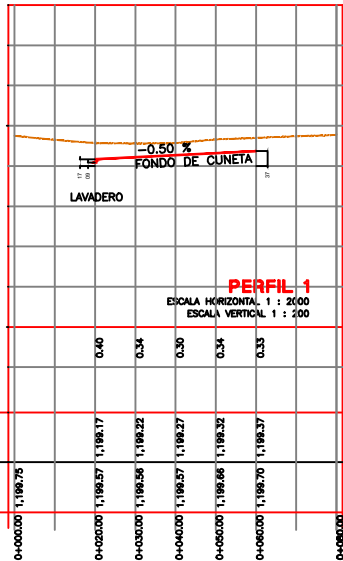 -0.50 %
FONDO DE CUNETA
17
09
37
LAVADERO
PERFIL 1
ESCALA HORIZONTAL 1 : 2000
ESCALA VERTICAL 1 : 200
0.40 0.34 0.30 0.34 0.33
1,199.17 1,199.22 1,199.27 1,199.32 1,199.37
1,199.75 1,199.57 1,199.56 1,199.57 1,199.66 1,199.70
0+000.00 0+020.00 0+030.00 0+040.00 0+050.00 0+060.00 0+080.00